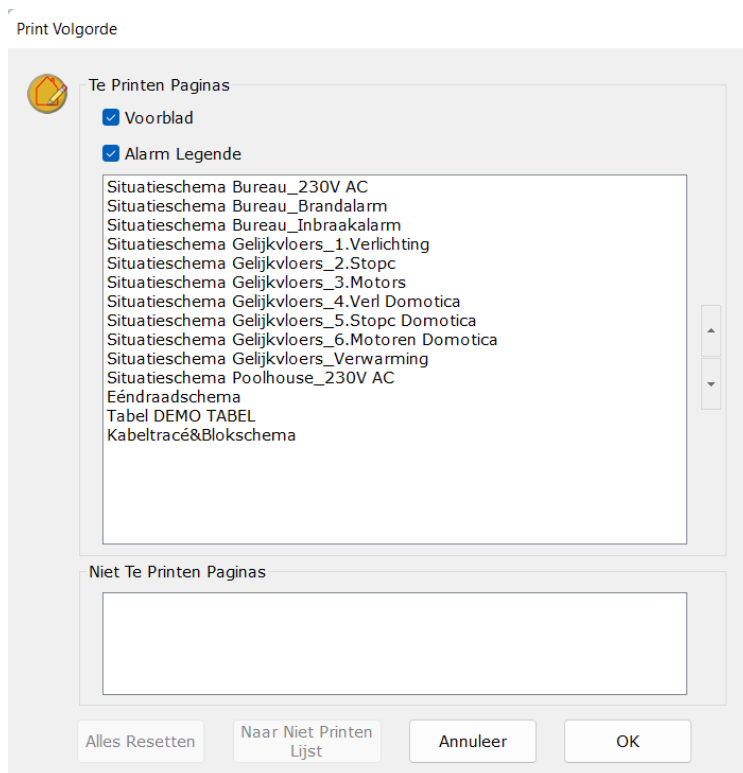 Print Volgorde
Te Printen Paginas
Voorblad
Alarm Legende
Situatieschema Bureau_230V AC
Situatieschema Bureau_Brandalarm
Situatieschema Bureau_Inbraakalarm
Situatieschema Gelijkvloers_1.Verlichting
Situatieschema Gelijkvloers_2.Stopc
Situatieschema Gelijkvloers_3.Motors
Situatieschema Gelijkvloers_4.Verl Domotica
Situatieschema Gelijkvloers_5.Stopc Domotica
Situatieschema Gelijkvloers_6.Motoren Domotica
Situatieschema Gelijkvloers_Verwarming
Situatieschema Poolhouse_230V AC
Eéndraadschema
Tabel DEMO TABEL
Kabeltracé&Blokschema
Niet Te Printen Paginas
Alles Resetten
Naar Niet Printen
Lijst
Annuleer
OK